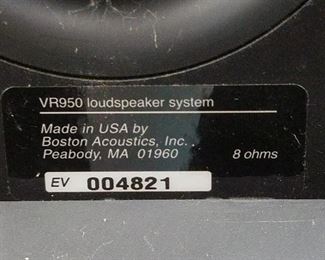 VR950 loudspeaker system
Made in USA by
Boston Acoustics, Inc.
Peabody, MA 01960 8 ohms
EV 004821